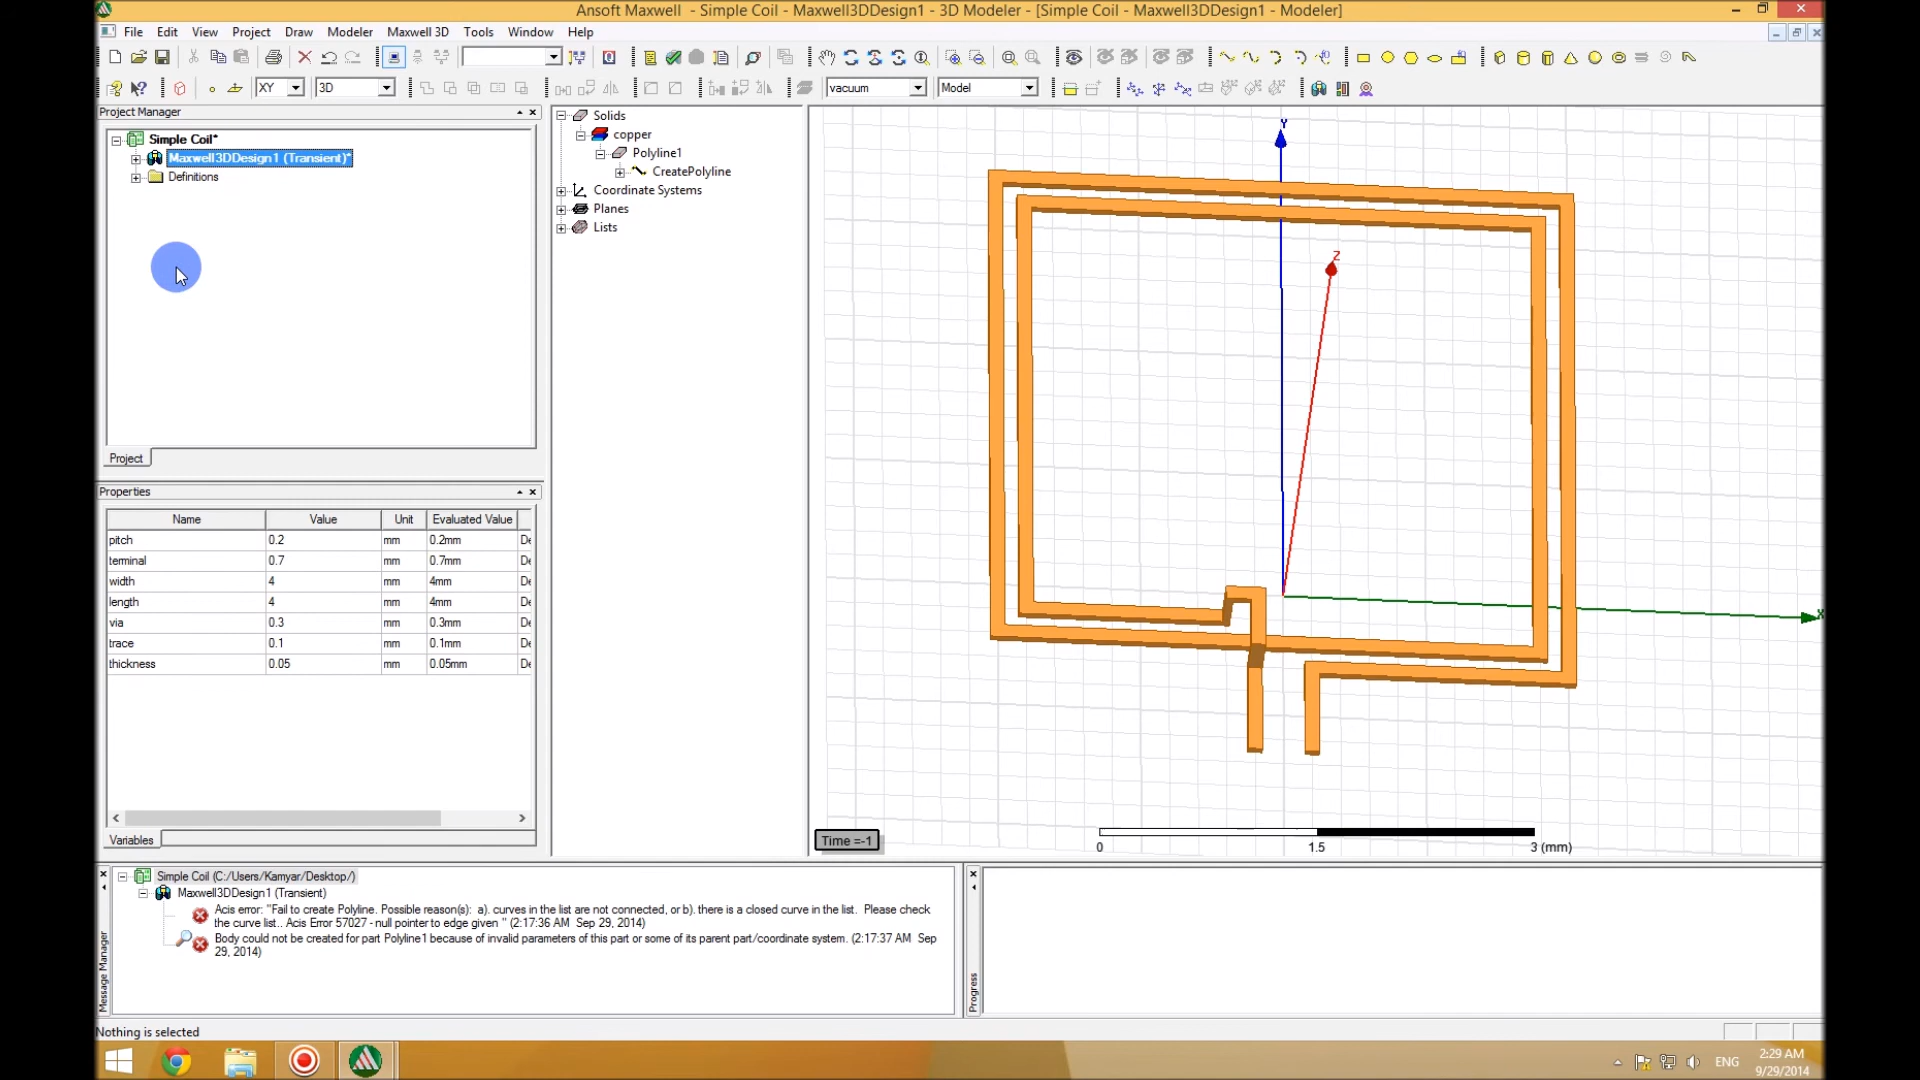 Ansoft Maxwell - Simple Coil - Maxwell3DDesign1 - 3D Modeler - [Simple Coil - Maxwell3DDesign1 - Modeler]
File Edit View Project Draw Modeler Maxwell 3D Tools Window Help
XY 3D vacuum Model
Project Manager
Simple Coil*
Maxwell3DDesign1 (Transient)*
Definitions
Project
Solids
copper
Polyline1
CreatePolyline
Coordinate Systems
Planes
Lists
Properties
Name Value Unit Evaluated Value
pitch 0.2 mm 0.2mm De
terminal 0.7 mm 0.7mm De
width 4 mm 4mm De
length 4 mm 4mm De
via 0.3 mm 0.3mm De
trace 0.1 mm 0.1mm De
thickness 0.05 mm 0.05mm De
Variables
Y
Z
X
Time =-1
0 1.5 3 (mm)
Message Manager
Simple Coil (C:/Users/Kamyar/Desktop/)
Maxwell3DDesign1 (Transient)
Acis error: "Fail to create Polyline. Possible reason(s): a). curves in the list are not connected, or b). there is a closed curve in the list. Please check
the curve list.. Acis Error 57027 - null pointer to edge given " (2:17:36 AM Sep 29, 2014)
Body could not be created for part Polyline1 because of invalid parameters of this part or some of its parent part/coordinate system. (2:17:37 AM Sep
29, 2014)
Progress
Nothing is selected
ENG
2:29 AM
9/29/2014